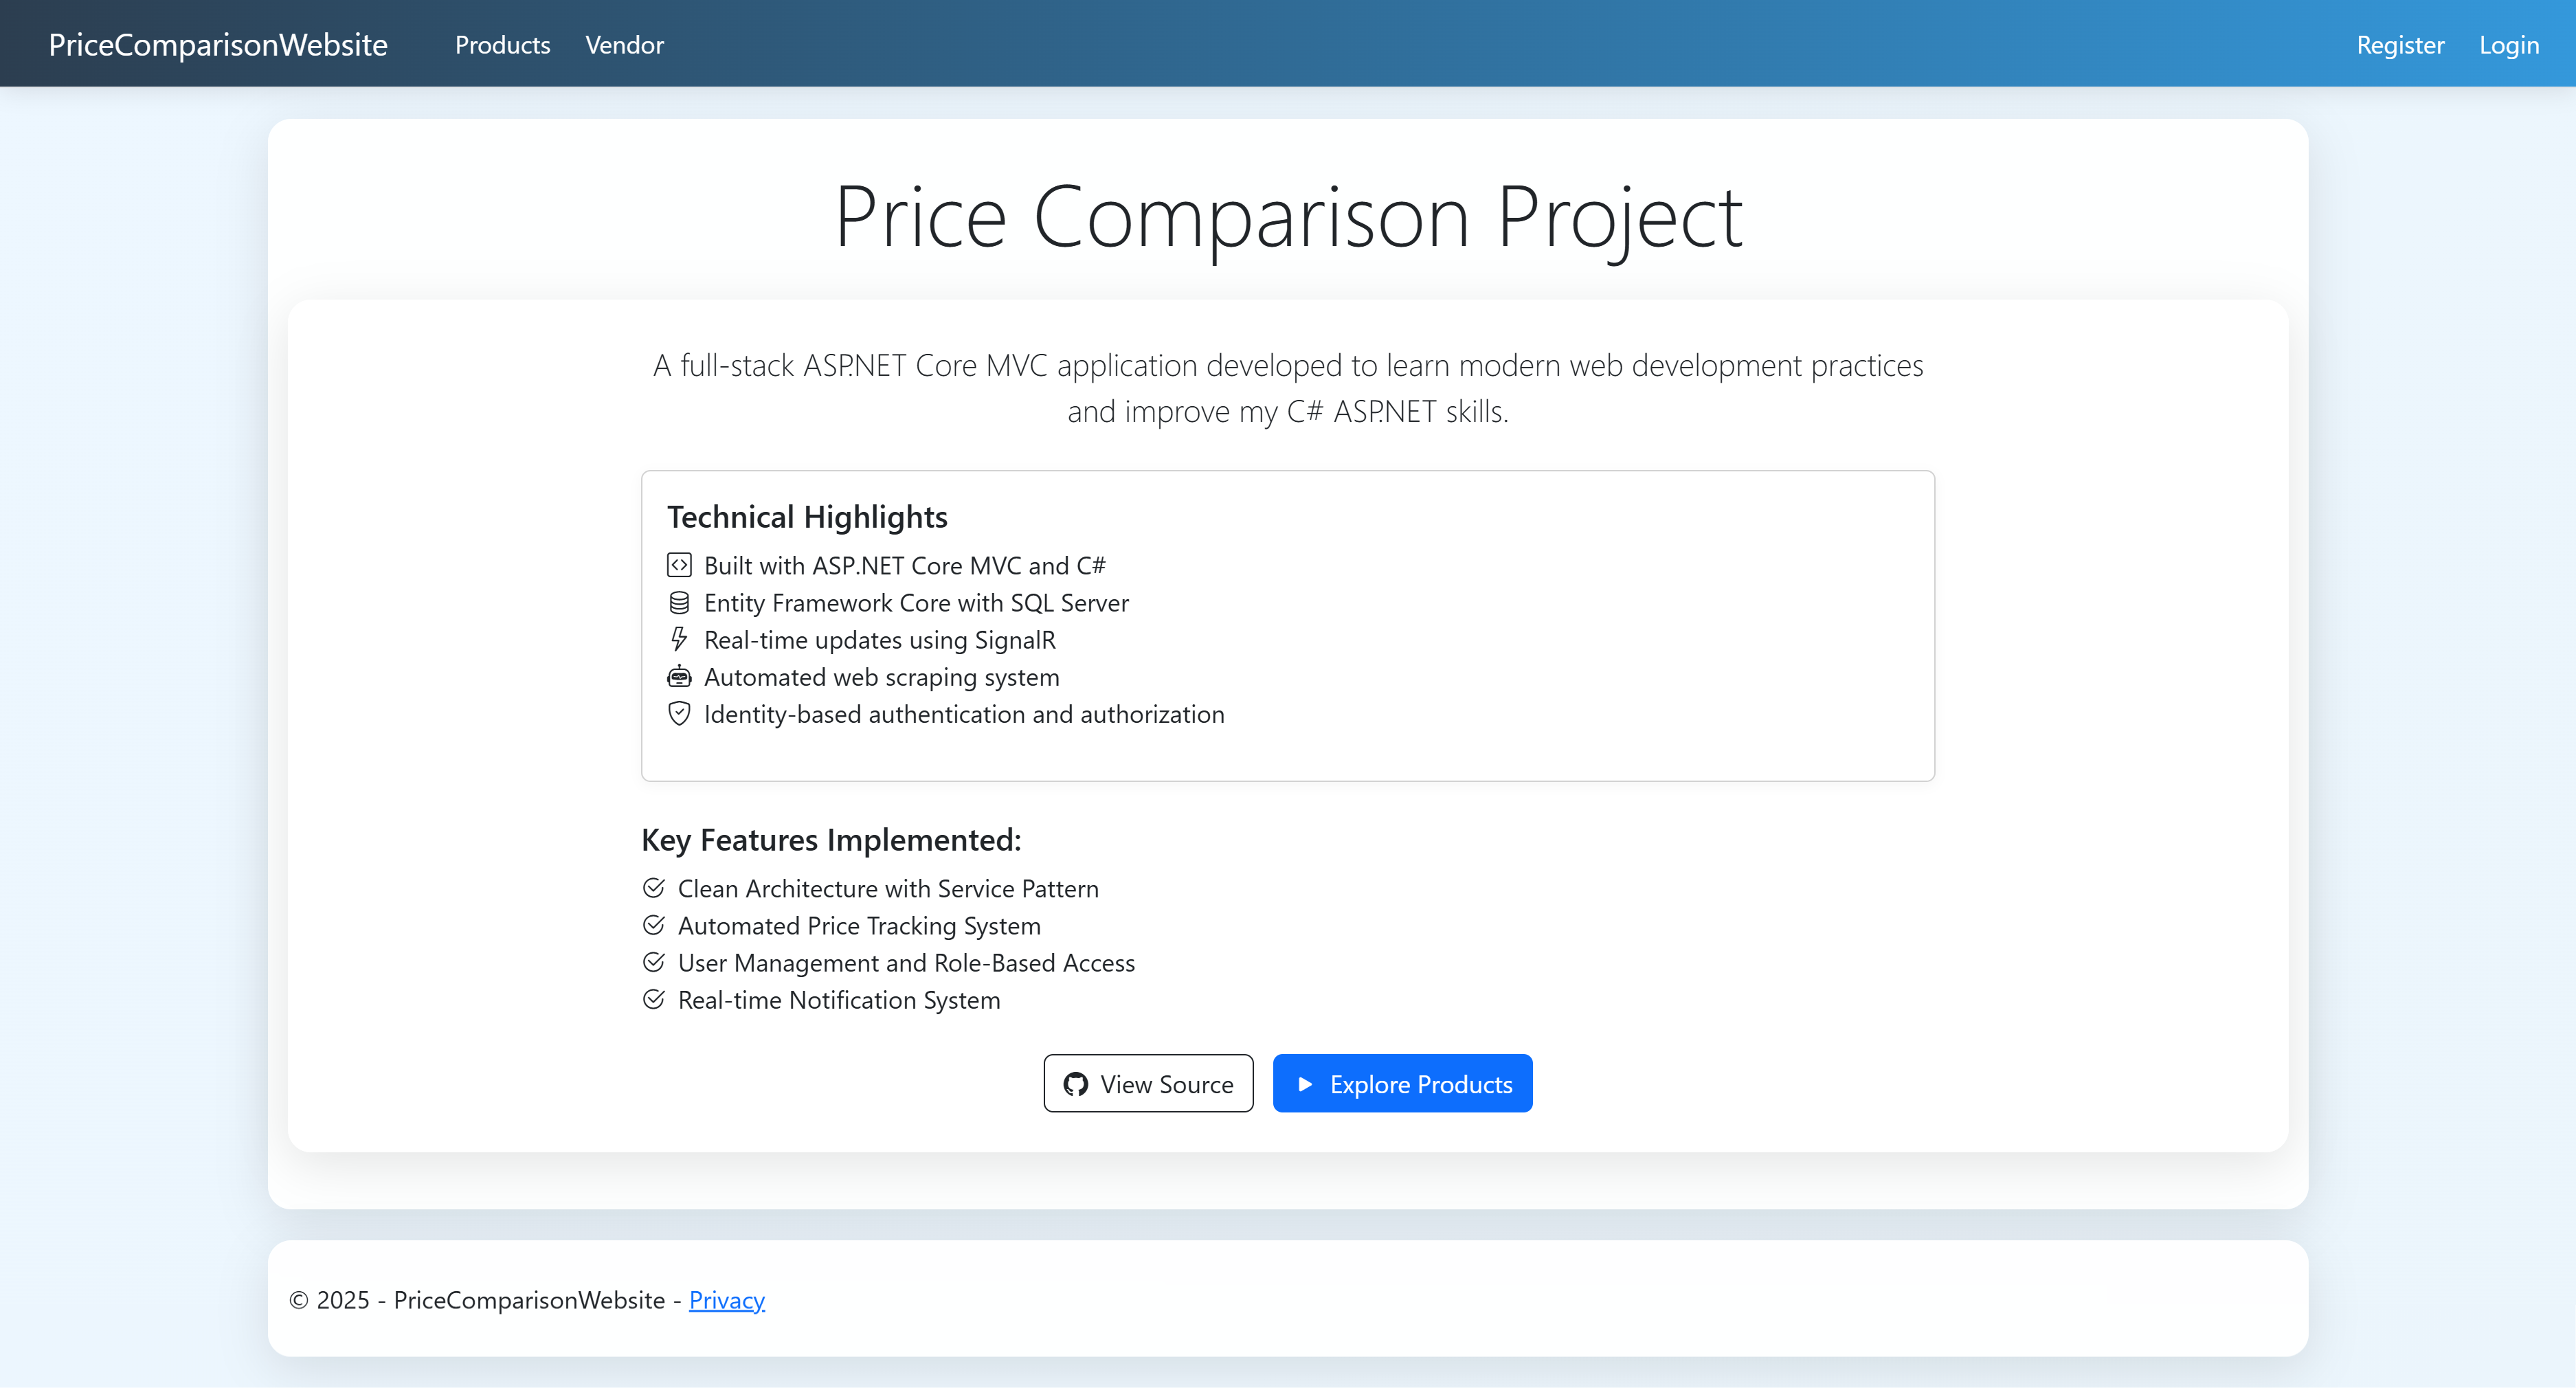 PriceComparisonWebsite Products Vendor Register Login
Price Comparison Project
A full-stack ASP.NET Core MVC application developed to learn modern web development practices
and improve my C# ASP.NET skills.
Technical Highlights
Built with ASP.NET Core MVC and C#
Entity Framework Core with SQL Server
Real-time updates using SignalR
Automated web scraping system
Identity-based authentication and authorization
Key Features Implemented:
Clean Architecture with Service Pattern
Automated Price Tracking System
User Management and Role-Based Access
Real-time Notification System
View Source Explore Products
© 2025 - PriceComparisonWebsite - Privacy